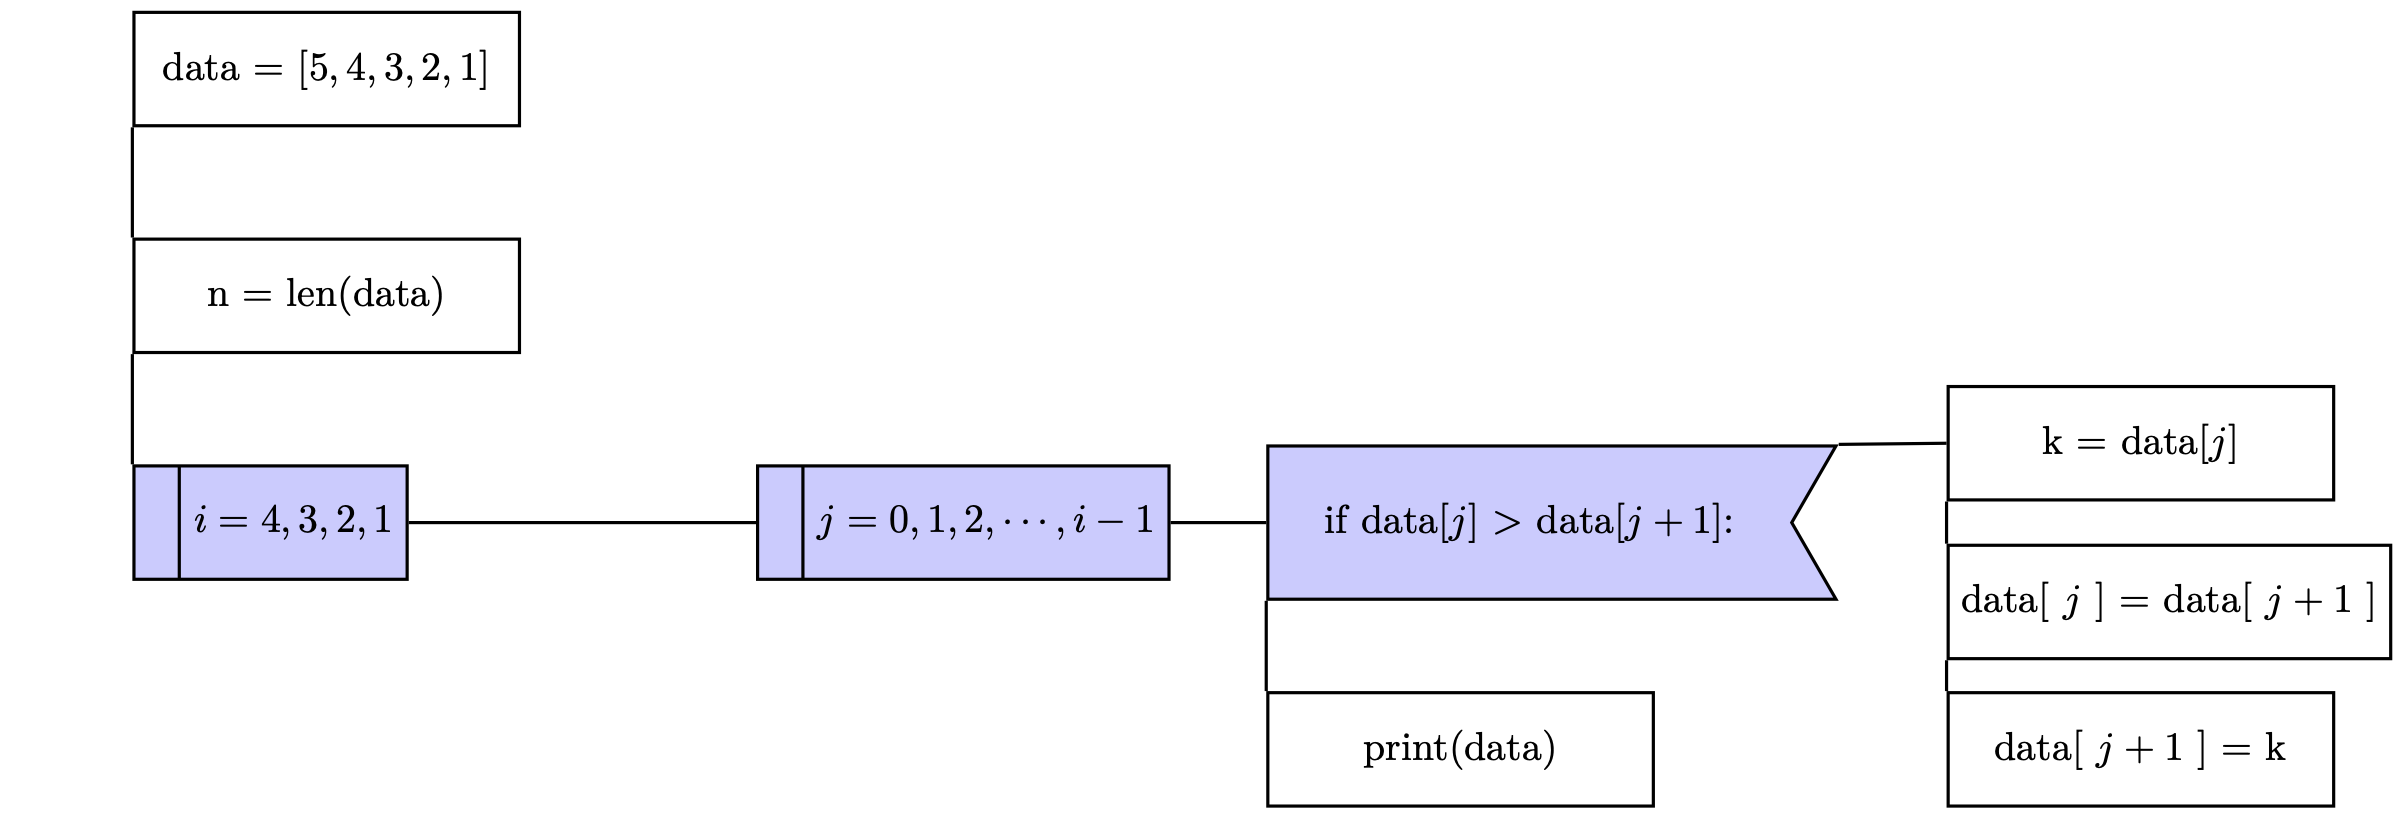 data = [5, 4, 3, 2, 1]
n = len(data)
i = 4, 3, 2, 1
j = 0, 1, 2, ⋯ , i − 1
if data[j] > data[j + 1]:
print(data)
k = data[j]
data[ j ] = data[ j + 1 ]
data[ j + 1 ] = k